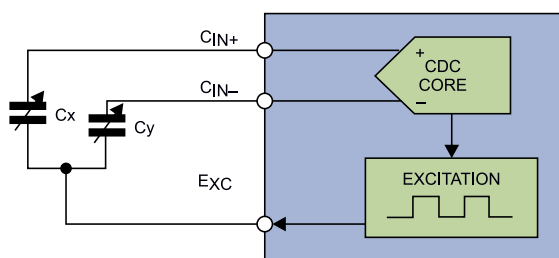 CIN+
+
CDC
CORE
CIN–
–
Cx
Cy
EXC
EXCITATION